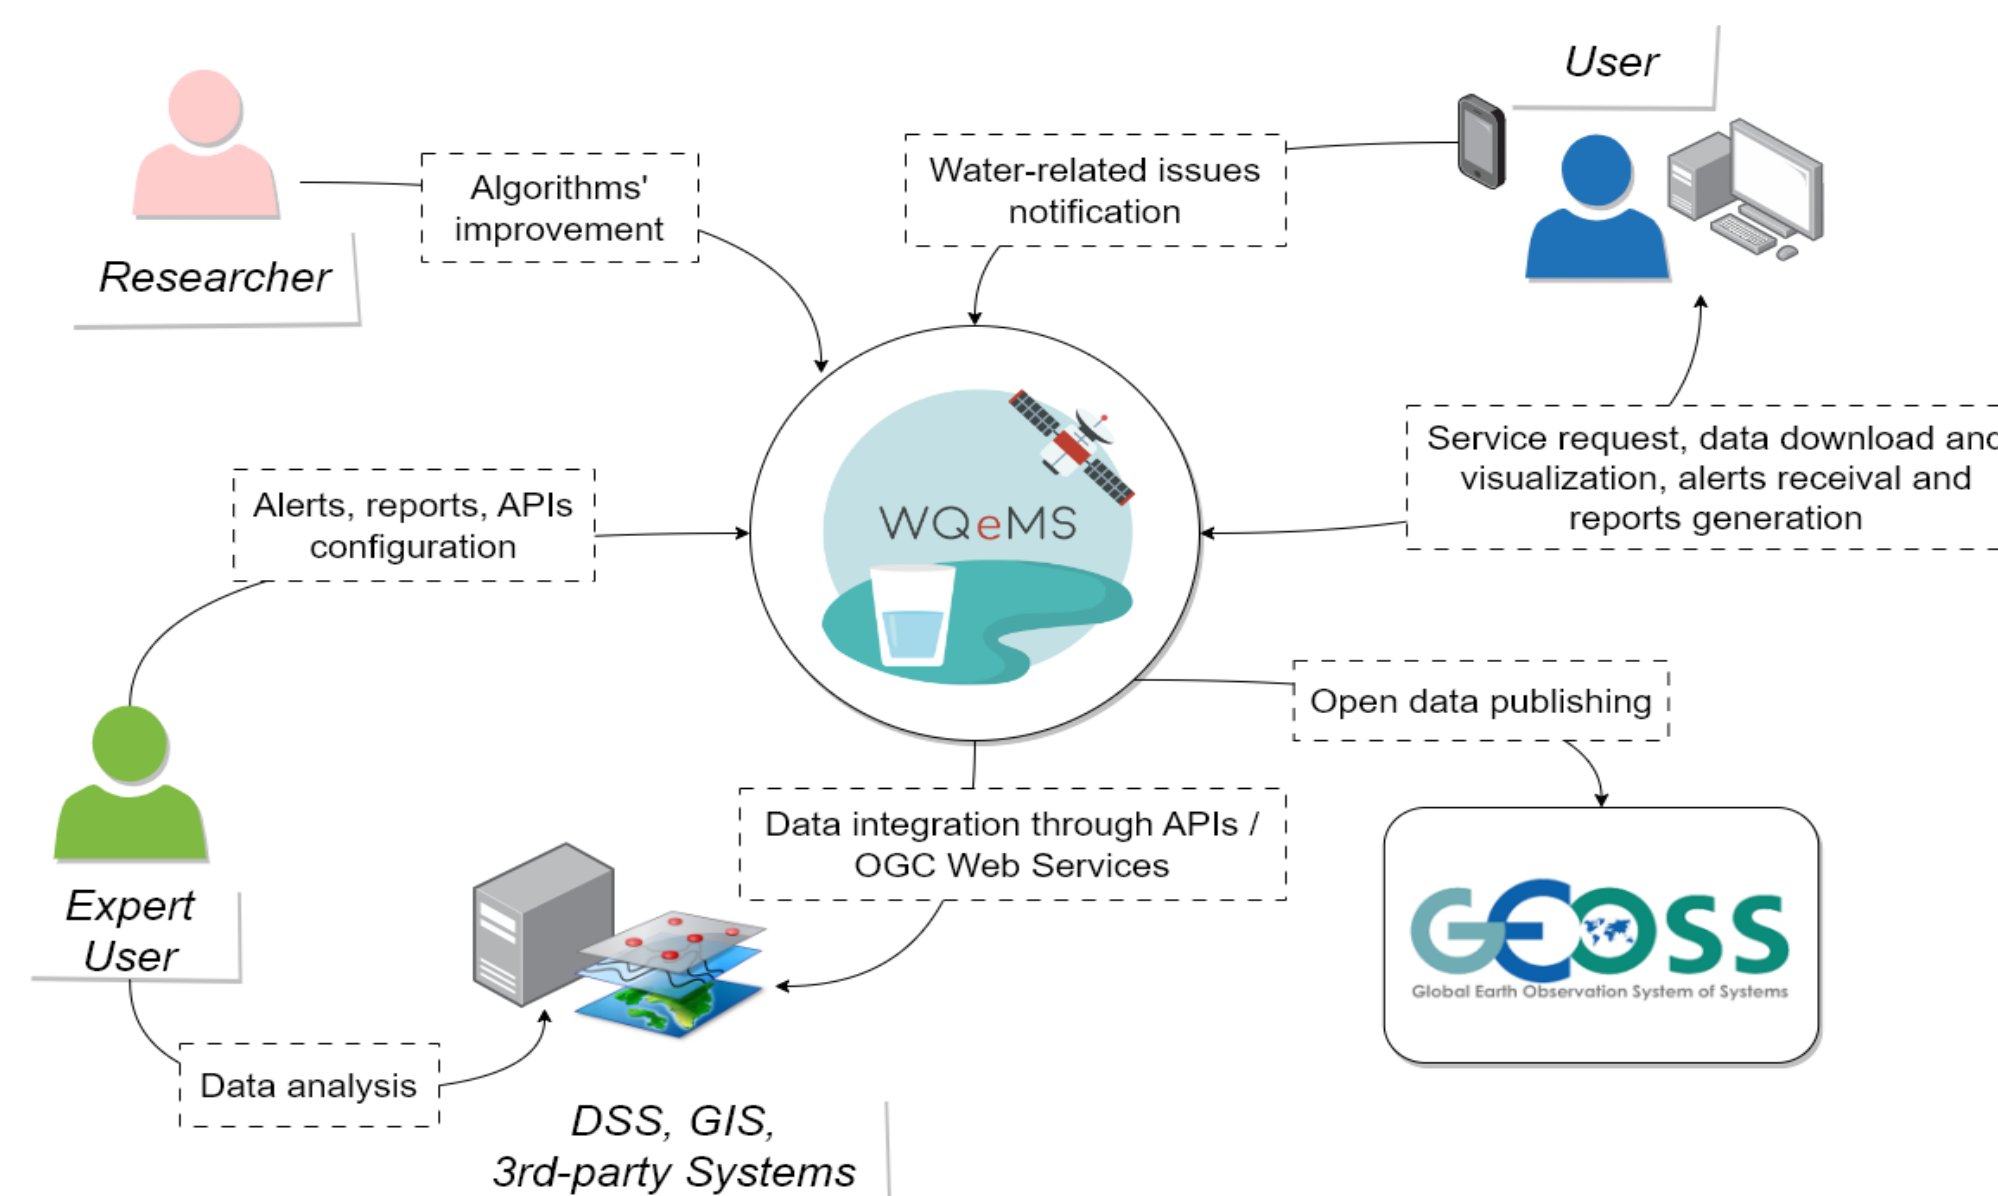 User
Researcher
Algorithms'
improvement
Water-related issues
notification
Alerts, reports, APIs
configuration
WQeMS
Service request, data download and
visualization, alerts receival and
reports generation
Open data publishing
Data integration through APIs /
OGC Web Services
GEOSS
Global Earth Observation System of Systems
Expert
User
Data analysis
DSS, GIS,
3rd-party Systems